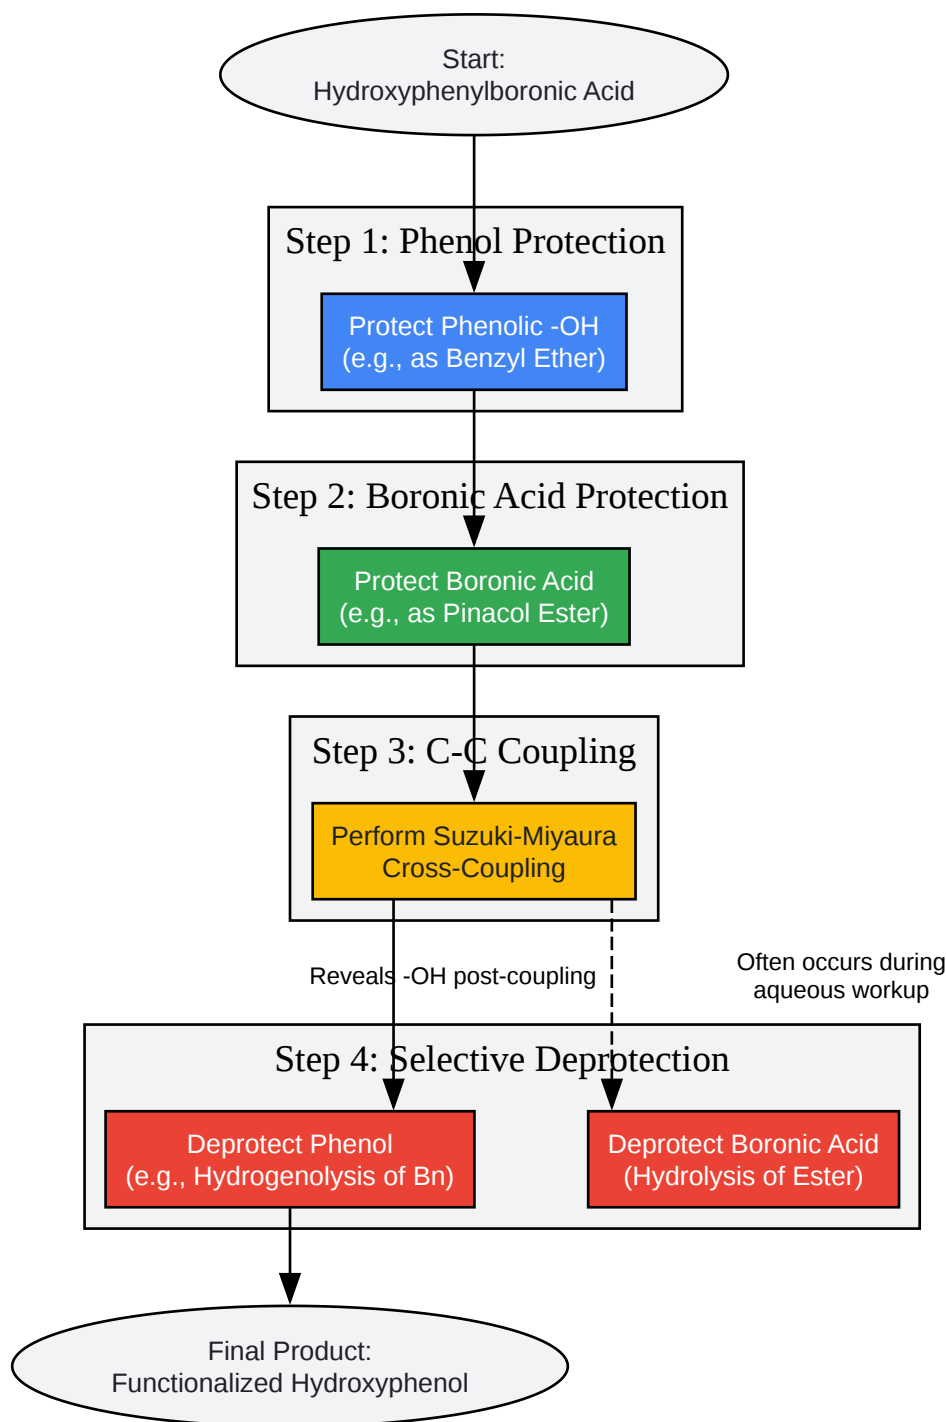 Start:
Hydroxyphenylboronic Acid
Step 1: Phenol Protection
Protect Phenolic -OH
(e.g., as Benzyl Ether)
Step 2: Boronic Acid Protection
Protect Boronic Acid
(e.g., as Pinacol Ester)
Step 3: C-C Coupling
Perform Suzuki-Miyaura
Cross-Coupling
Reveals -OH post-coupling
Often occurs during
aqueous workup
Step 4: Selective Deprotection
Deprotect Phenol
(e.g., Hydrogenolysis of Bn)
Deprotect Boronic Acid
(Hydrolysis of Ester)
Final Product:
Functionalized Hydroxyphenol